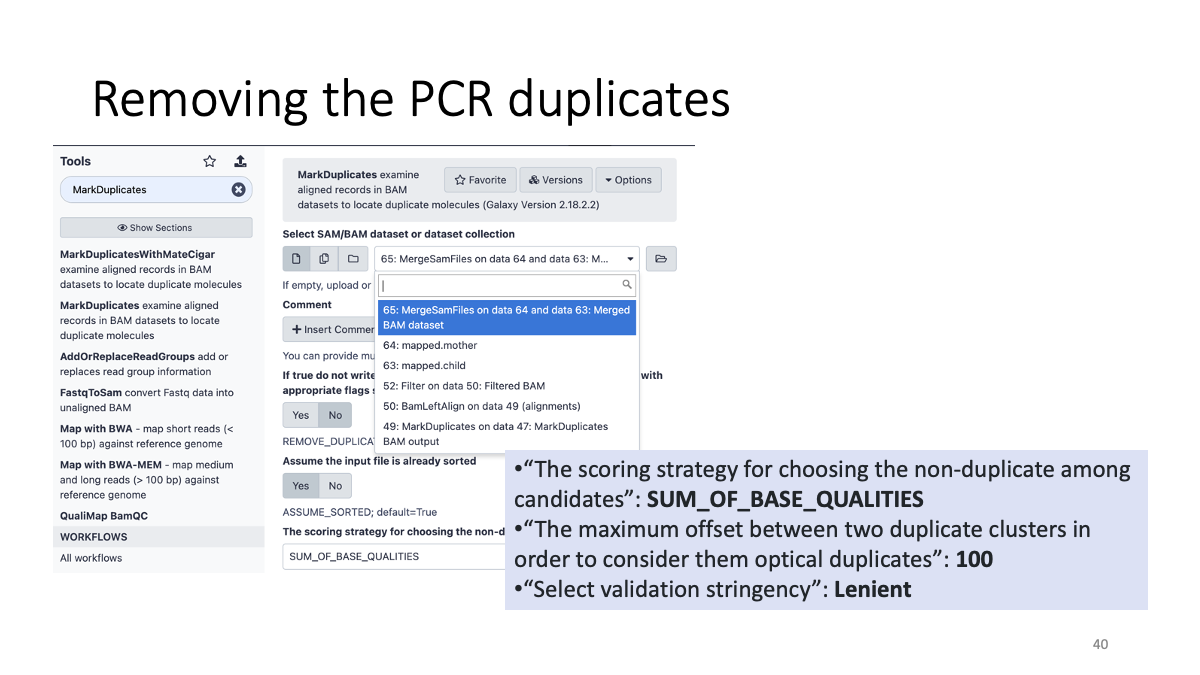 Removing the PCR duplicates
Tools
MarkDuplicates
Show Sections
MarkDuplicatesWithMateCigar
examine aligned records in BAM
datasets to locate duplicate molecules
MarkDuplicates examine aligned
records in BAM datasets to locate
duplicate molecules
AddOrReplaceReadGroups add or
replaces read group information
FastqToSam convert Fastq data into
unaligned BAM
Map with BWA - map short reads (<
100 bp) against reference genome
Map with BWA-MEM - map medium
and long reads (> 100 bp) against
reference genome
QualiMap BamQC
WORKFLOWS
All workflows
MarkDuplicates examine
aligned records in BAM
datasets to locate duplicate molecules (Galaxy Version 2.18.2.2)
Favorite
Versions
Options
Select SAM/BAM dataset or dataset collection
65: MergeSamFiles on data 64 and data 63: M...
If empty, upload or
65: MergeSamFiles on data 64 and data 63: Merged
BAM dataset
64: mapped.mother
63: mapped.child
52: Filter on data 50: Filtered BAM
50: BamLeftAlign on data 49 (alignments)
49: MarkDuplicates on data 47: MarkDuplicates
BAM output
Comment
Insert Commen
You can provide mu
If true do not write with
appropriate flags s
Yes No
REMOVE_DUPLICA
Assume the input file is already sorted
Yes No
ASSUME_SORTED; default=True
The scoring strategy for choosing the non-d
SUM_OF_BASE_QUALITIES
•“The scoring strategy for choosing the non-duplicate among
candidates”: SUM_OF_BASE_QUALITIES
•“The maximum offset between two duplicate clusters in
order to consider them optical duplicates”: 100
•“Select validation stringency”: Lenient
40